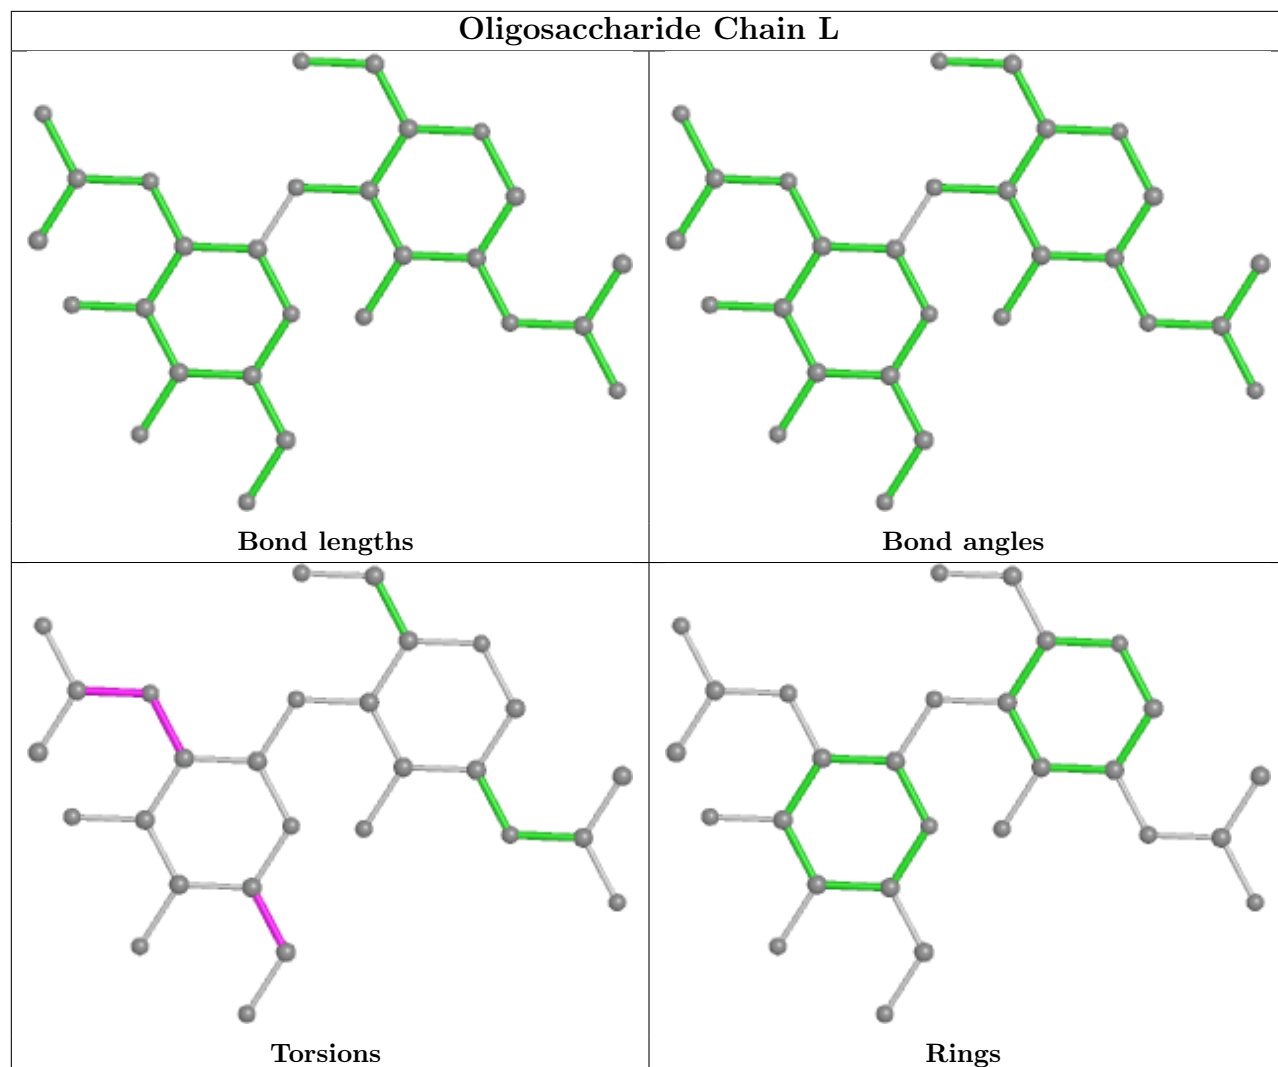 Oligosaccharide Chain L
Bond lengths
Bond angles
Torsions
Rings